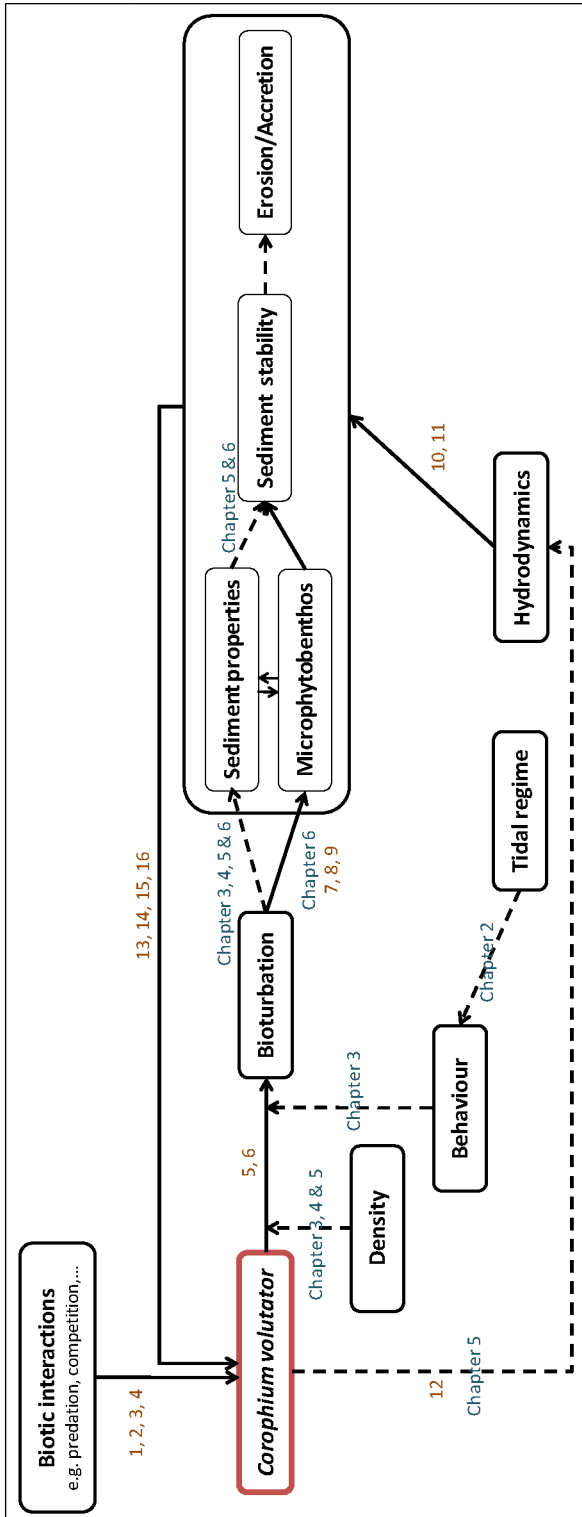 Biotic interactions
e.g. predation, competition,...
1, 2, 3, 4
13, 14, 15, 16
Corophium volutator
5, 6
Bioturbation
Chapter 3, 4, 5 & 6
Chapter 6
7, 8, 9
Sediment properties
Microphytobenthos
Chapter 5 & 6
Sediment stability
Erosion/Accretion
Chapter 3, 4 & 5
Density
Chapter 3
Behaviour
Chapter 2
Tidal regime
10, 11
Hydrodynamics
12
Chapter 5